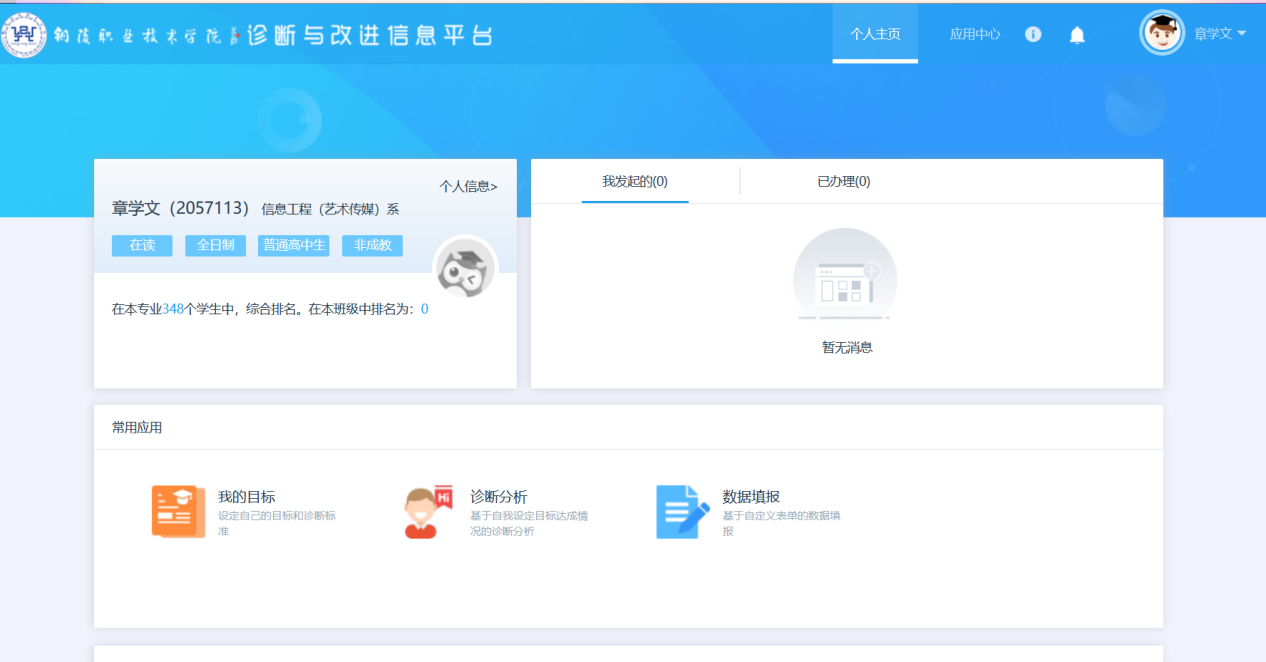 铜陵职业技术学院 诊断与改进信息平台
个人主页
应用中心
章学文
个人信息>
章学文（2057113） 信息工程（艺术传媒）系
在读 全日制 普通高中生 非成教
在本专业348个学生中，综合排名。在本班级中排名为：0
我发起的(0)
已办理(0)
暂无消息
常用应用
我的目标
设定自己的目标和诊断标
准
Hi
诊断分析
基于自我设定目标达成情
况的诊断分析
数据填报
基于自定义表单的数据填
报